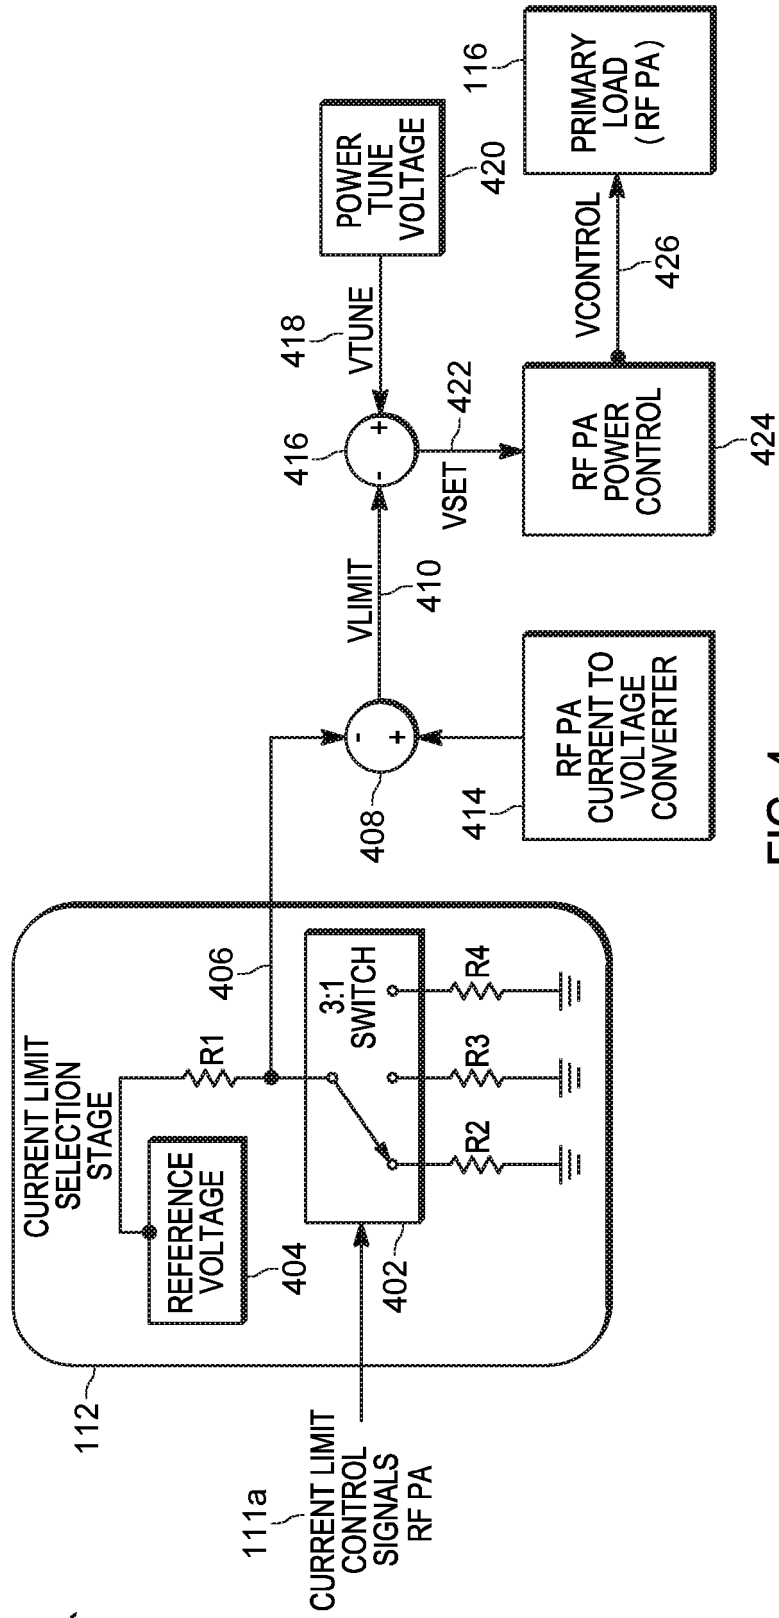 112
CURRENT LIMIT
SELECTION
STAGE
REFERENCE
VOLTAGE
404
R1
406
3:1
SWITCH
402
R2
R3
R4
111a
CURRENT LIMIT
CONTROL
SIGNALS
RF PA
408
-
+
414
RF PA
CURRENT TO
VOLTAGE
CONVERTER
VLIMIT
410
416
-
+
418
VTUNE
POWER
TUNE
VOLTAGE
420
VSET
422
RF PA
POWER
CONTROL
424
VCONTROL
426
116
PRIMARY
LOAD
(RF PA)